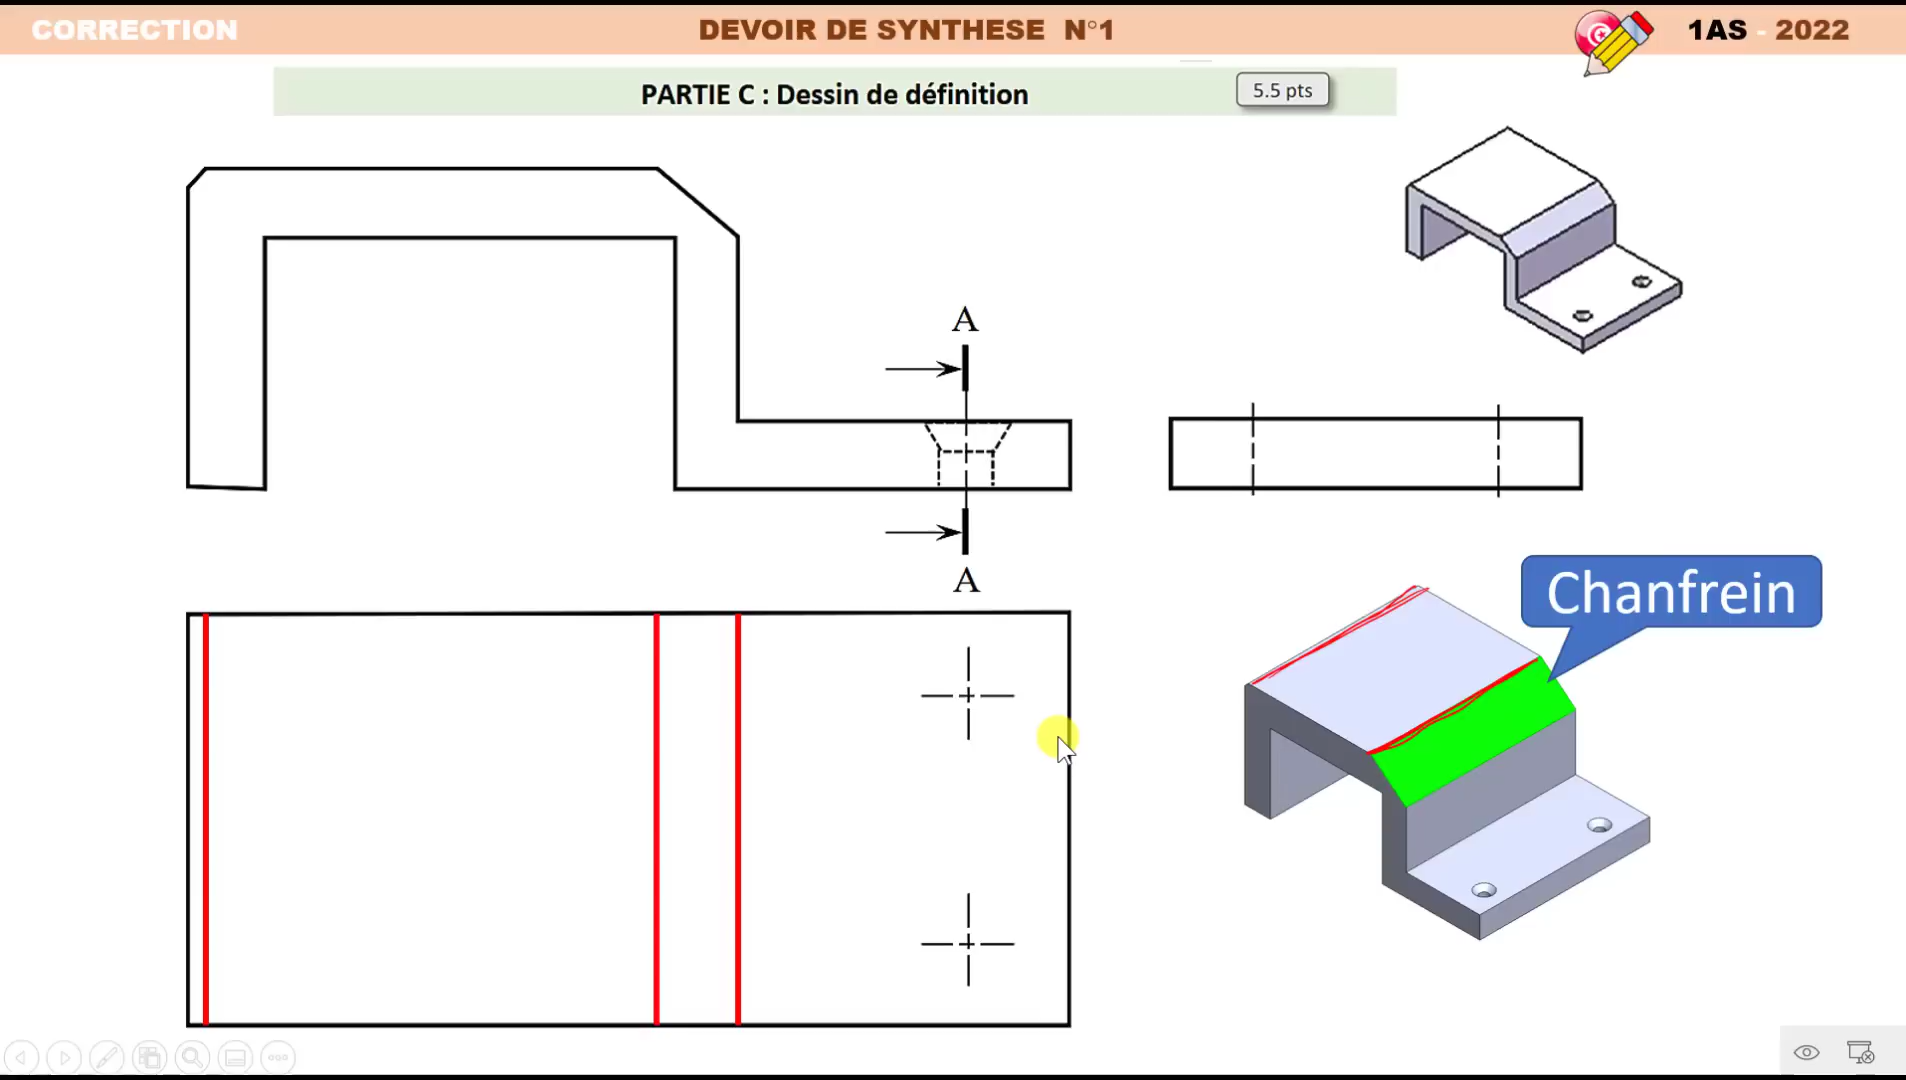 CORRECTION
DEVOIR DE SYNTHESE N°1
1AS - 2022
PARTIE C : Dessin de définition
5.5 pts
A
A
Chanfrein